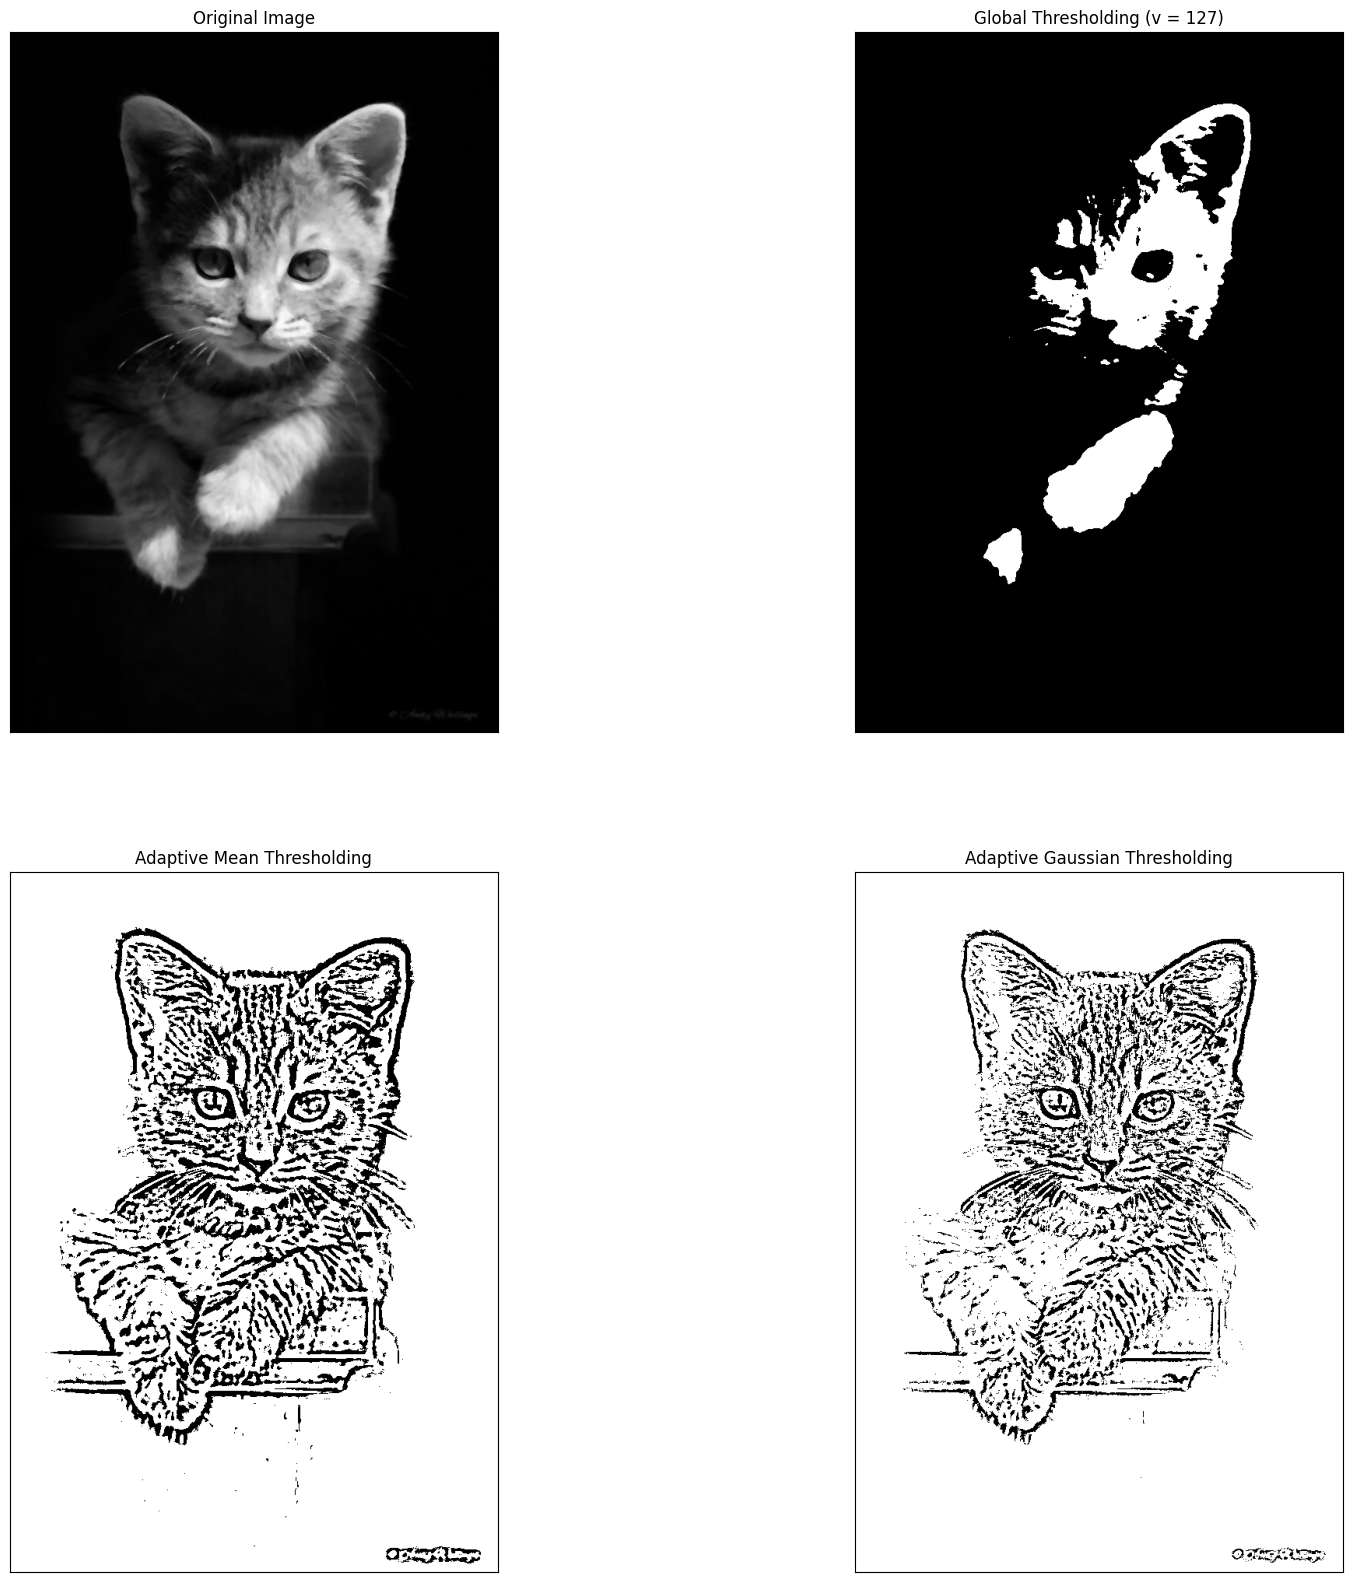 Original Image
Global Thresholding (v = 127)
Adaptive Mean Thresholding
Adaptive Gaussian Thresholding